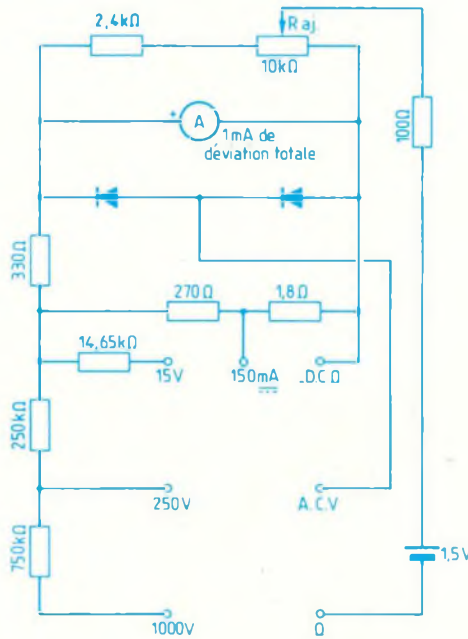 2,4kΩ
R aj.
10kΩ
+
A
1mA de
déviation totale
100Ω
330Ω
270Ω
1,8Ω
14,65kΩ
15V
150mA
D.C Ω
250kΩ
250V
A.C.V
750kΩ
1,5V
1000V
Ω